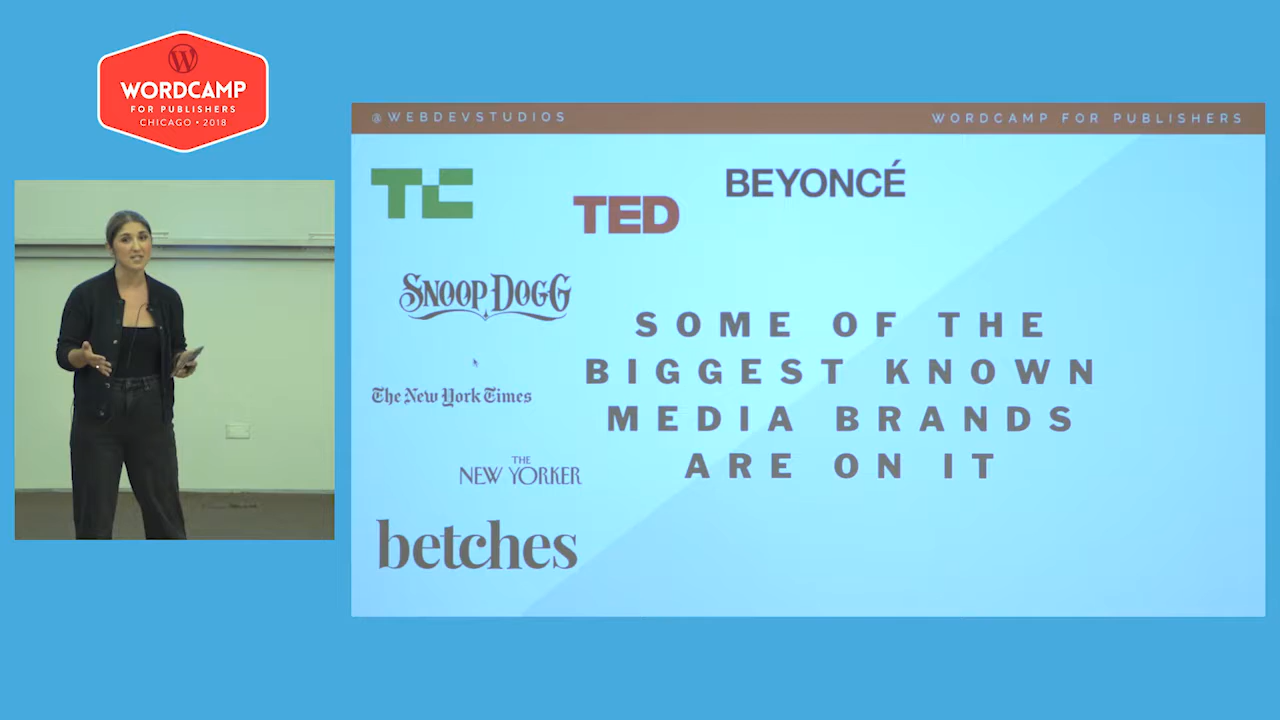 WORDCAMP
FOR PUBLISHERS
CHICAGO • 2018
@WEBDEVSTUDIOS
WORDCAMP FOR PUBLISHERS
TC
TED
BEYONCÉ
SNOOP DOGG
The New York Times
THE
NEW YORKER
betches
SOME OF THE
BIGGEST KNOWN
MEDIA BRANDS
ARE ON IT